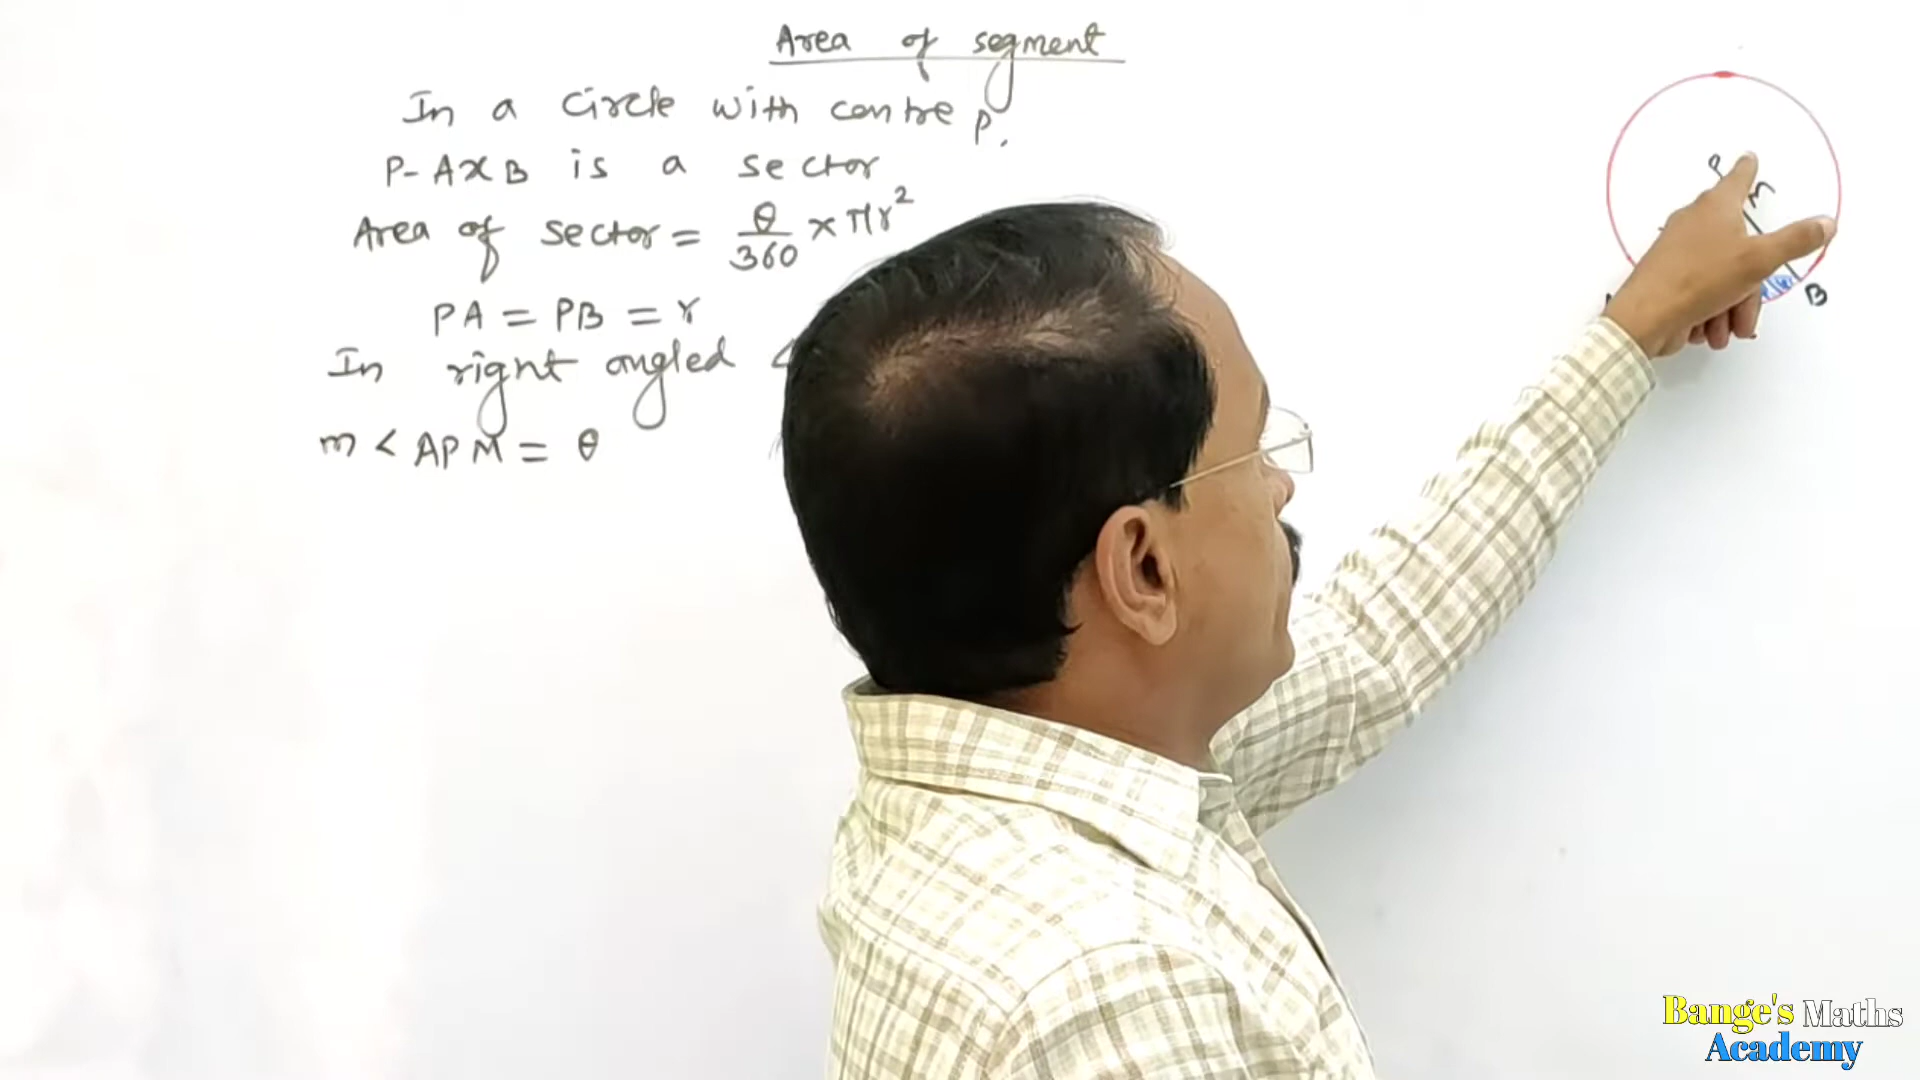 Area of segment
In a circle with centre P.
P-AXB is a sector
Area of sector = θ/360 × πr²
PA = PB = r
In right angled
m < APM = θ
P
M
B
Bange's Maths
Academy